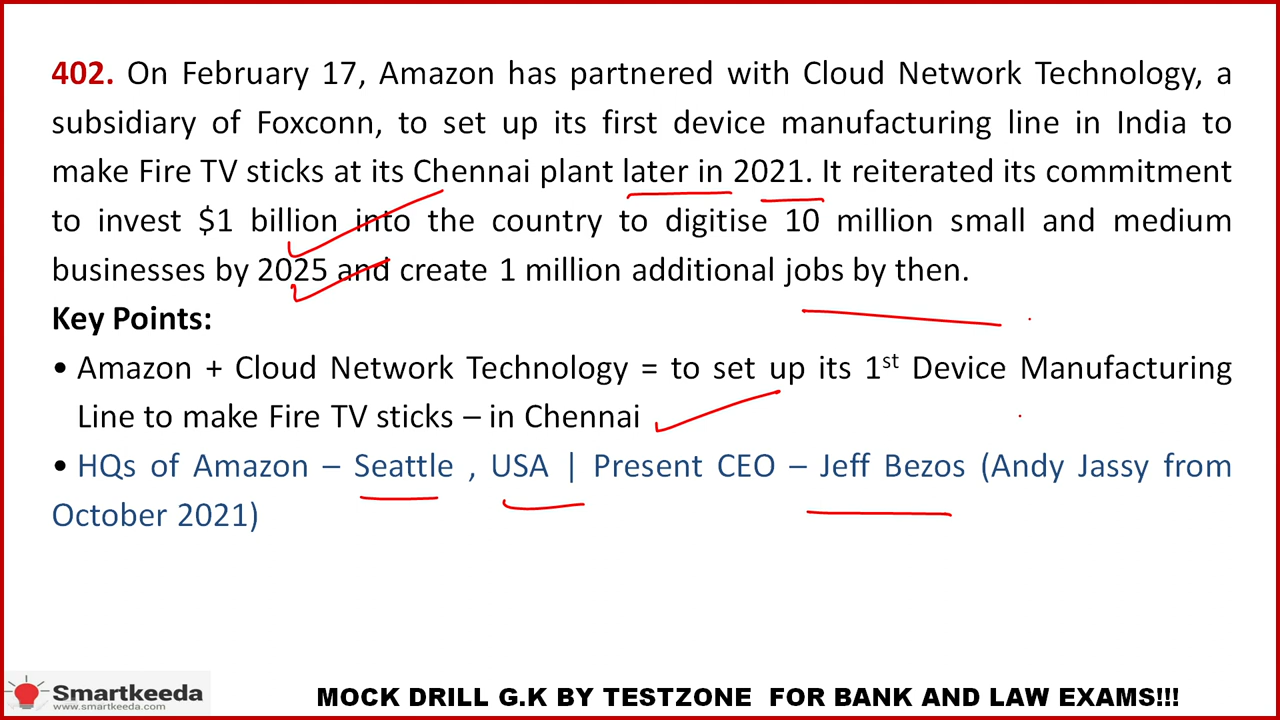 402. On February 17, Amazon has partnered with Cloud Network Technology, a
subsidiary of Foxconn, to set up its first device manufacturing line in India to
make Fire TV sticks at its Chennai plant later in 2021. It reiterated its commitment
to invest $1 billion into the country to digitise 10 million small and medium
businesses by 2025 and create 1 million additional jobs by then.
Key Points:
• Amazon + Cloud Network Technology = to set up its 1st Device Manufacturing
Line to make Fire TV sticks – in Chennai
• HQs of Amazon – Seattle , USA | Present CEO – Jeff Bezos (Andy Jassy from
October 2021)
Smartkeeda
www.smartkeeda.com
MOCK DRILL G.K BY TESTZONE FOR BANK AND LAW EXAMS!!!